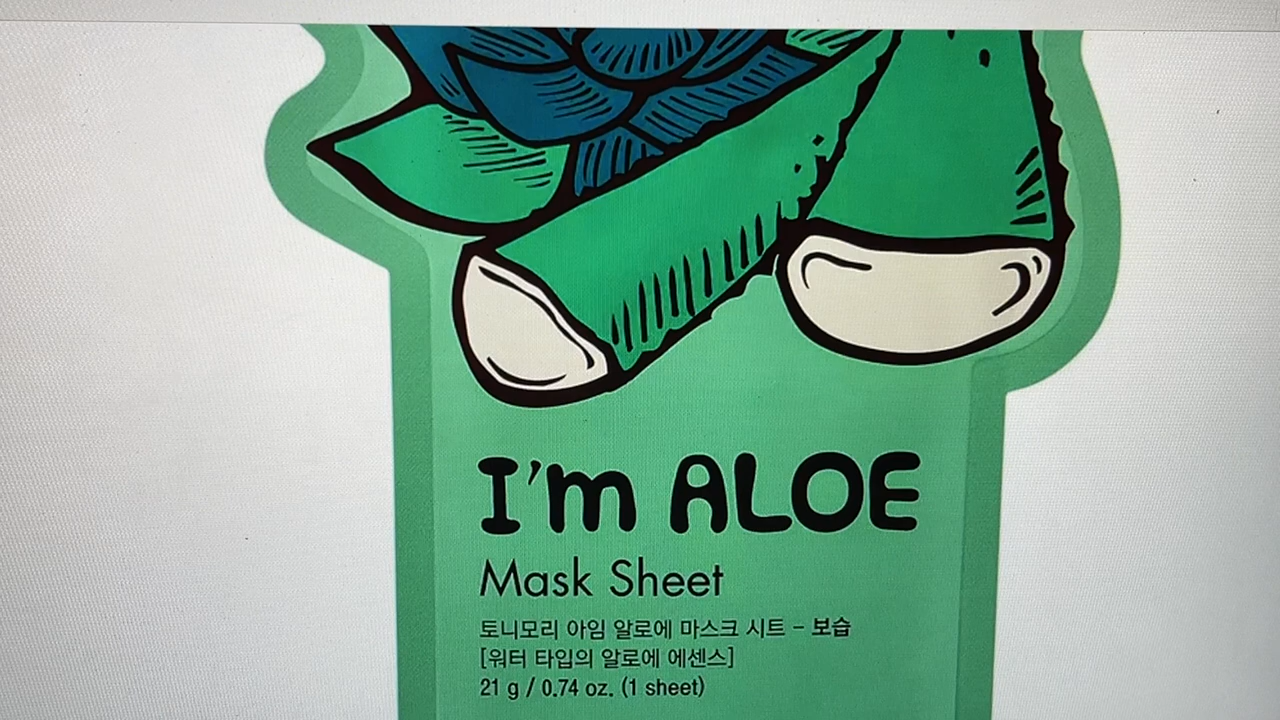 I'm ALOE
Mask Sheet
토니모리 아임 알로에 마스크 시트 - 보습
[워터 타입의 알로에 에센스]
21 g / 0.74 oz. (1 sheet)